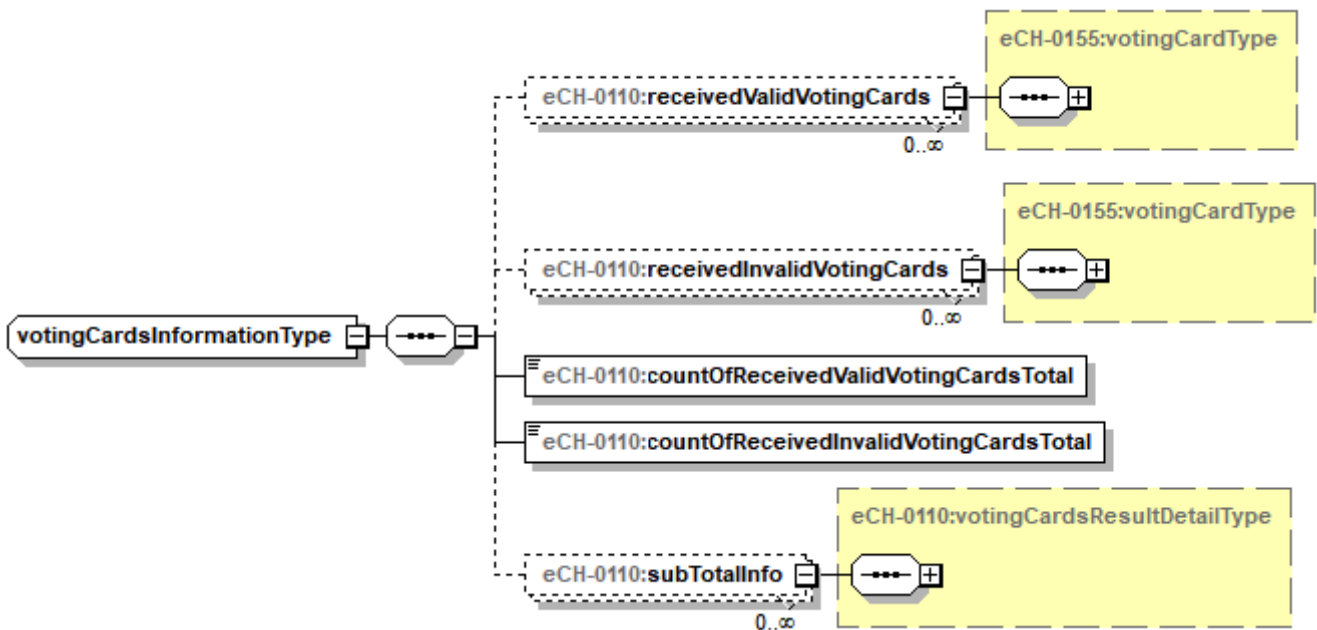 eCH-0155:votingCardType
eCH-0110:receivedValidVotingCards
0..∞
eCH-0155:votingCardType
eCH-0110:receivedInvalidVotingCards
0..∞
votingCardsInformationType
eCH-0110:countOfReceivedValidVotingCardsTotal
eCH-0110:countOfReceivedInvalidVotingCardsTotal
eCH-0110:votingCardsResultDetailType
eCH-0110:subTotalInfo
0..∞